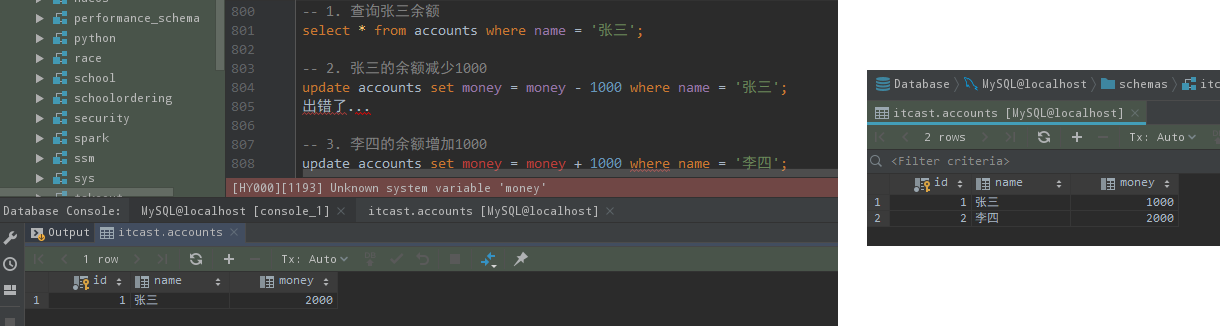 nacos
performance_schema
python
race
school
schoolordering
security
spark
ssm
sys
800 -- 1. 查询张三余额
801 select * from accounts where name = '张三';
802
803 -- 2. 张三的余额减少1000
804 update accounts set money = money - 1000 where name = '张三';
805 出错了...
806
807 -- 3. 李四的余额增加1000
808 update accounts set money = money + 1000 where name = '李四';
[HY000][1193] Unknown system variable 'money'
Database Console: MySQL@localhost [console_1] itcast.accounts [MySQL@localhost]
Output itcast.accounts
1 row Tx: Auto
id name money
1 1 张三 2000
Database MySQL@localhost schemas itc
itcast.accounts [MySQL@localhost]
2 rows Tx: Auto
<Filter criteria>
id name money
1 1 张三 1000
2 2 李四 2000